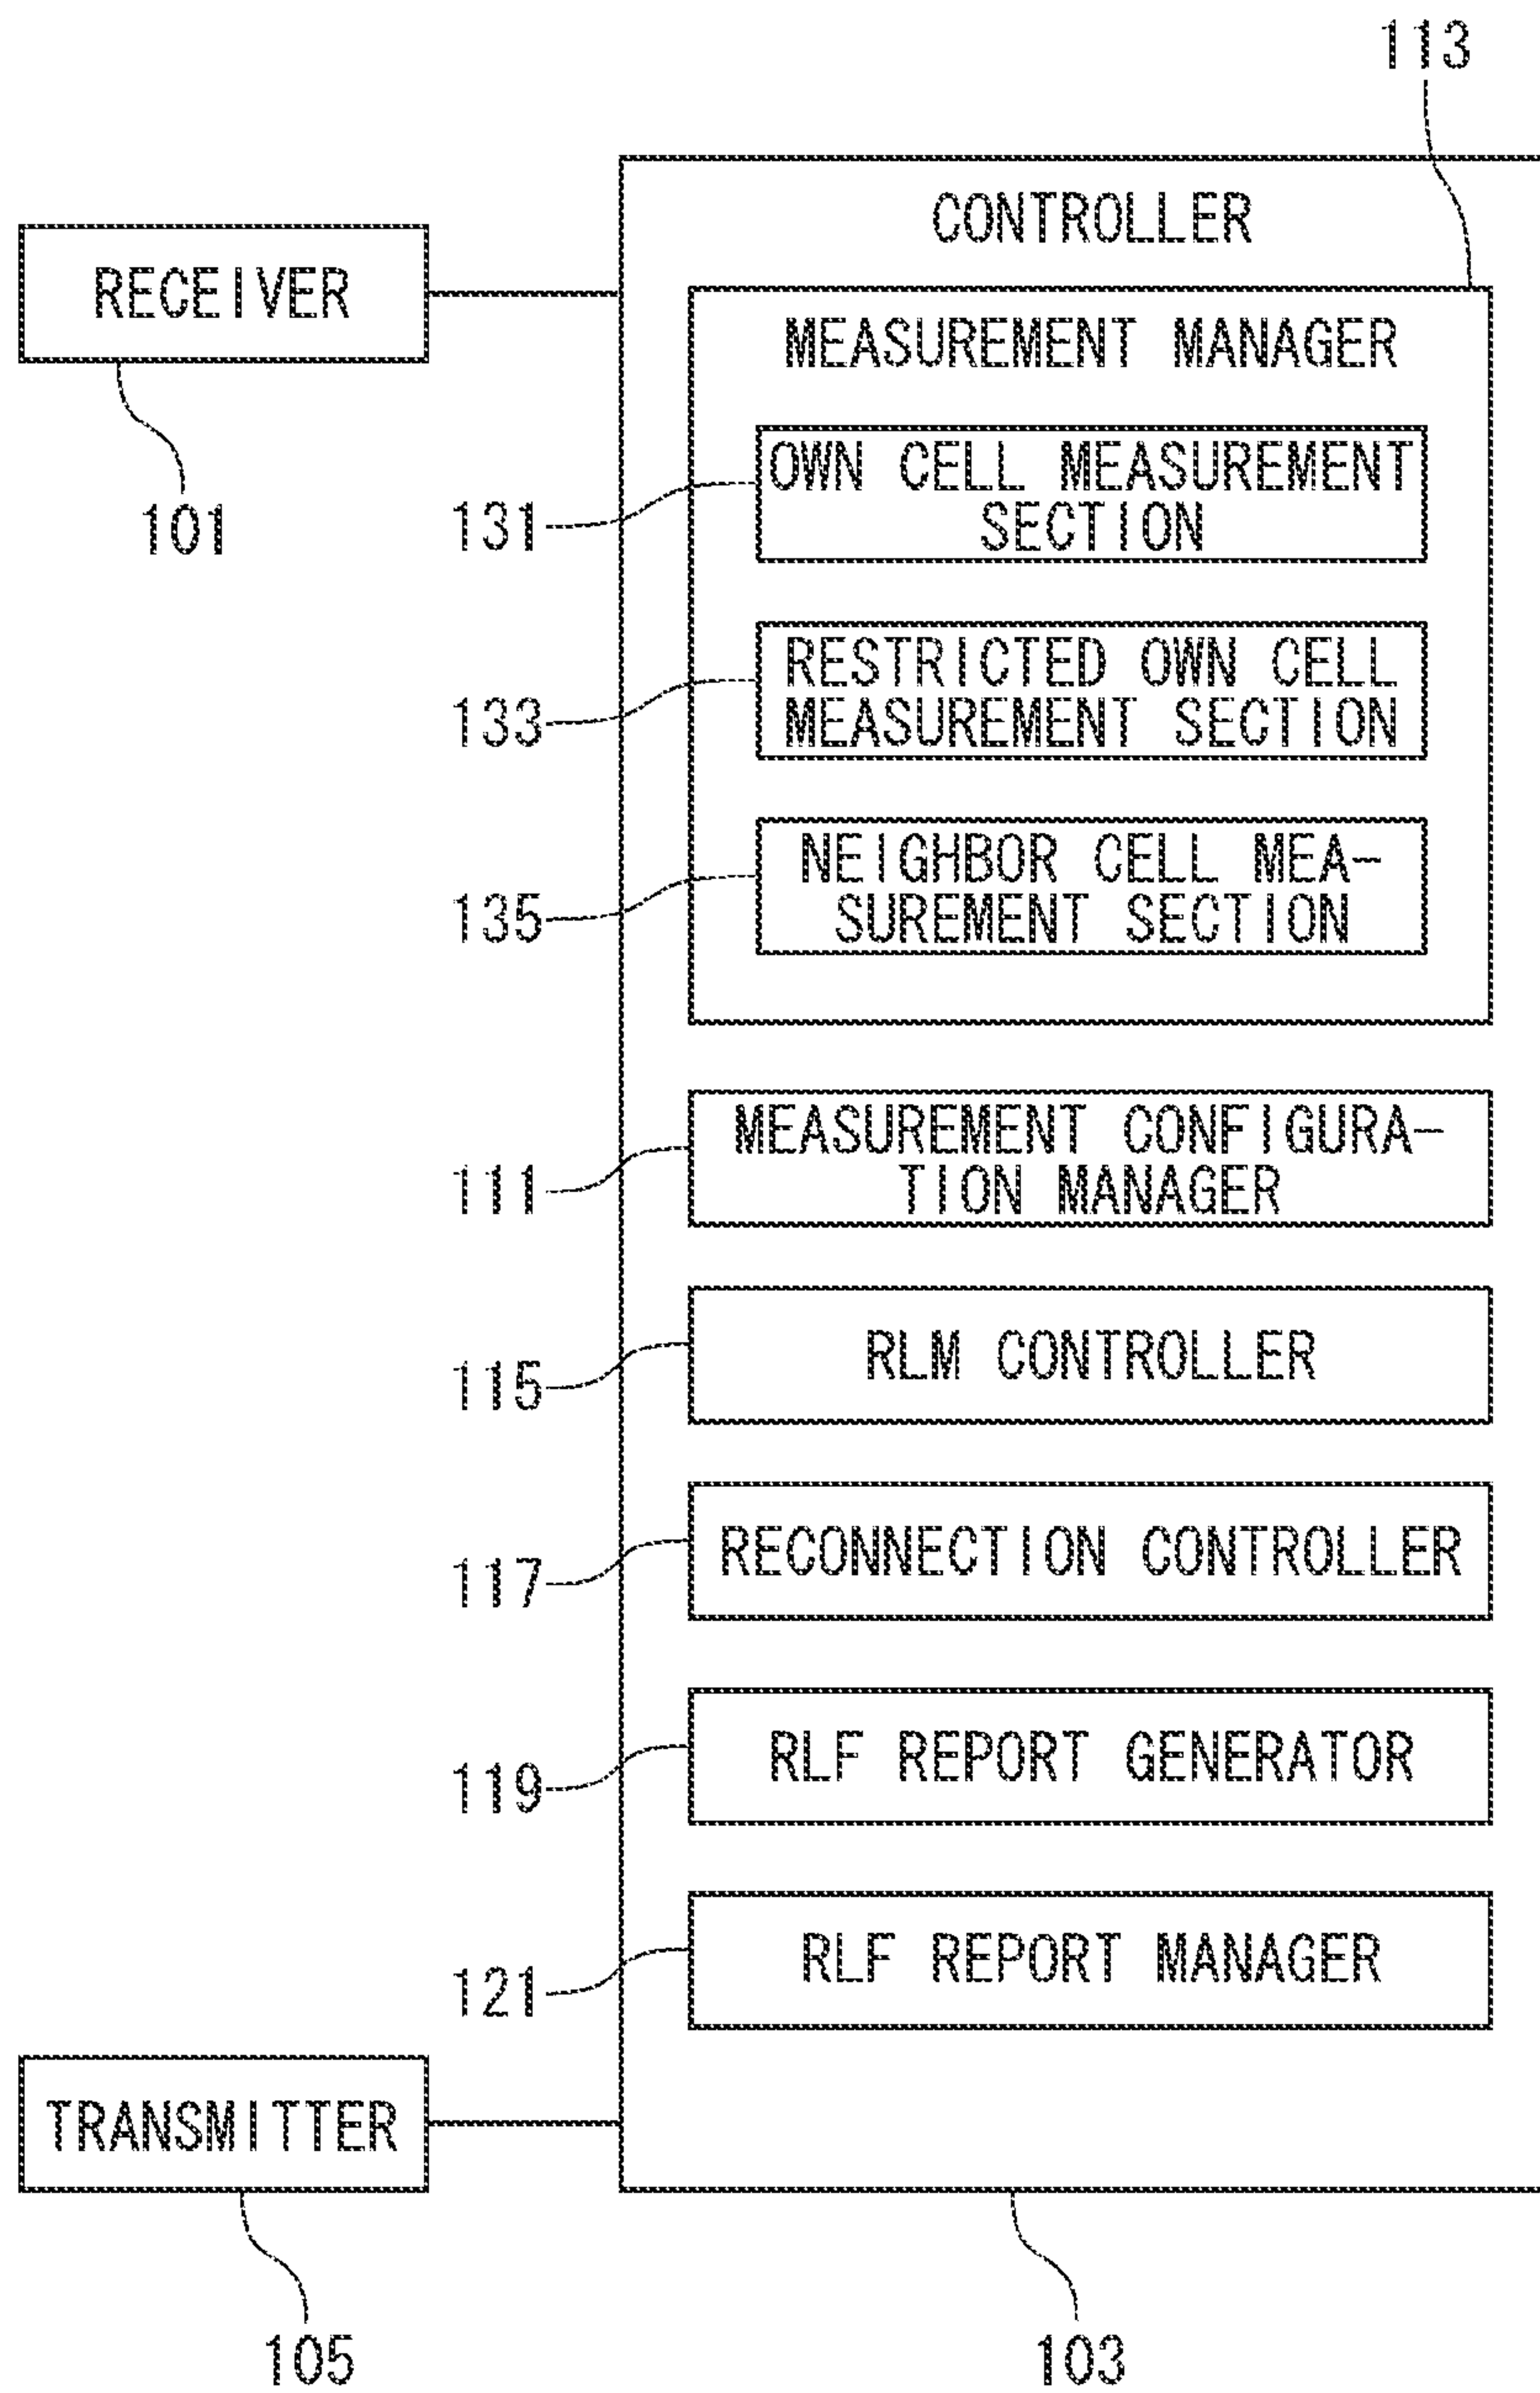 113
CONTROLLER
RECEIVER
MEASUREMENT MANAGER
OWN CELL MEASUREMENT
SECTION
101
131
RESTRICTED OWN CELL
MEASUREMENT SECTION
133
NEIGHBOR CELL MEA-
SUREMENT SECTION
135
MEASUREMENT CONFIGURA-
TION MANAGER
111
RLM CONTROLLER
115
RECONNECTION CONTROLLER
117
RLF REPORT GENERATOR
119
RLF REPORT MANAGER
121
TRANSMITTER
105
103